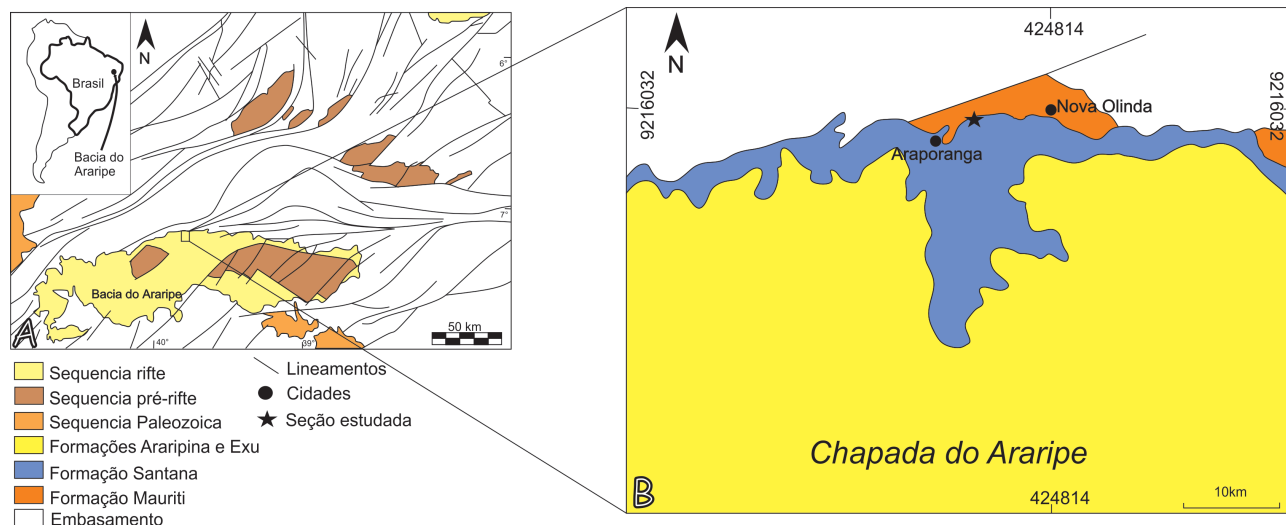 Brasil
Bacia do
Araripe
N
6°
7°
Bacia do Araripe
A
40°
39°
50 km
Sequencia rifte
Sequencia pré-rifte
Sequencia Paleozoica
Formações Araripina e Exu
Formação Santana
Formação Mauriti
Embasamento
Lineamentos
Cidades
Seção estudada
N
424814
9216032
9216032
Nova Olinda
Araporanga
Chapada do Araripe
B
424814
10km